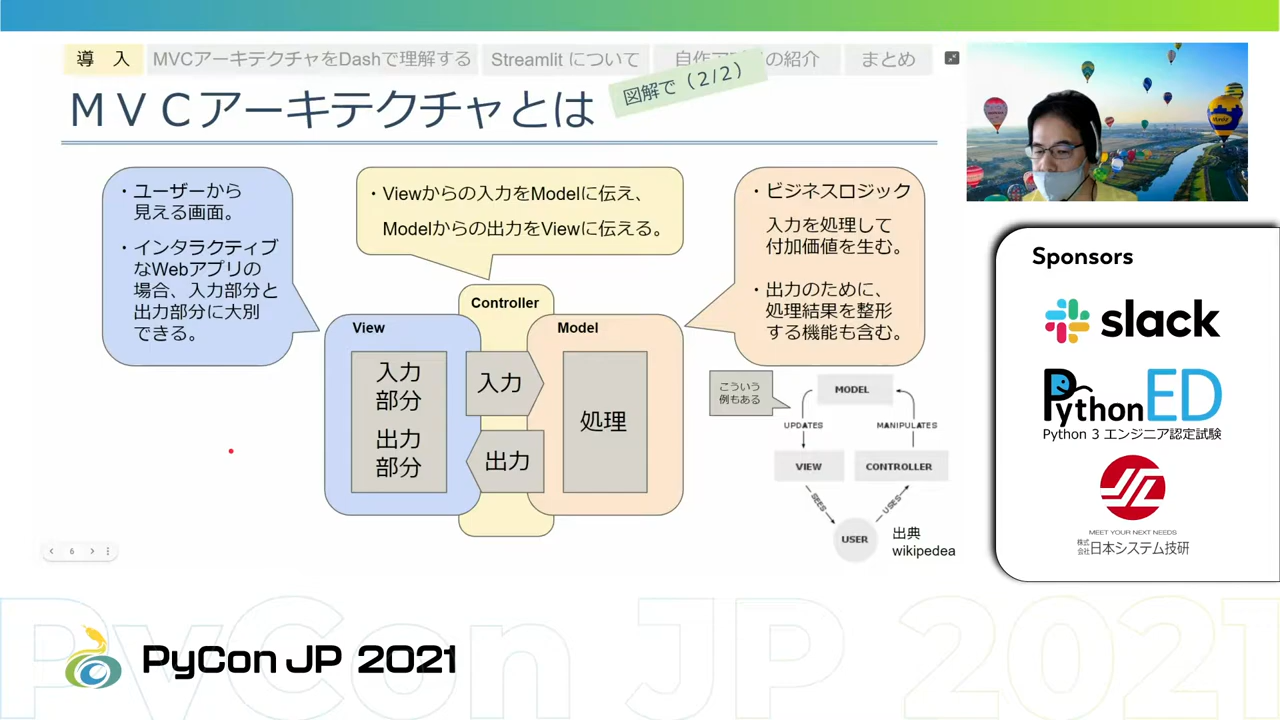 導　入
MVCアーキテクチャをDashで理解する
Streamlit について
自作ア
の紹介
まとめ
図解で（2/2）
ＭＶＣアーキテクチャとは
・ユーザーから
見える画面。
・インタラクティブ
なWebアプリの
場合、入力部分と
出力部分に大別
できる。
・Viewからの入力をModelに伝え、
Modelからの出力をViewに伝える。
・ビジネスロジック
入力を処理して
付加価値を生む。
・出力のために、
処理結果を整形
する機能も含む。
Controller
View
Model
入力
部分
出力
部分
入力
出力
処理
こういう
例もある
MODEL
UPDATES
MANIPULATES
VIEW
CONTROLLER
SEES
USES
USER
出典
wikipedea
6
Sponsors
slack
PythonED
Python 3 エンジニア認定試験
MEET YOUR NEXT NEEDS
株式
会社
日本システム技研
PyCon JP 2021
PyCon JP 2021